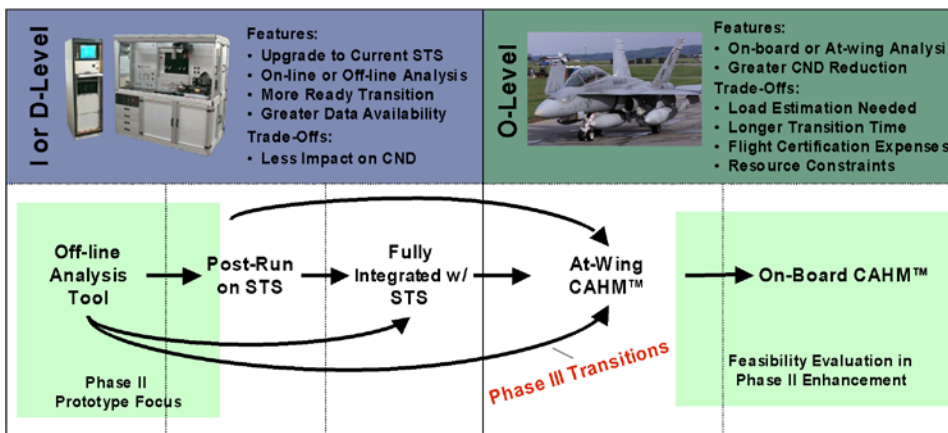 I or D-Level
Features:
• Upgrade to Current STS
• On-line or Off-line Analysis
• More Ready Transition
• Greater Data Availability
Trade-Offs:
• Less Impact on CND
O-Level
Features:
• On-board or At-wing Analysi
• Greater CND Reduction
Trade-Offs:
• Load Estimation Needed
• Longer Transition Time
• Flight Certification Expenses
• Resource Constraints
Off-line
Analysis
Tool
Post-Run
on STS
Fully
Integrated w/
STS
At-Wing
CAHM™
On-Board CAHM™
Phase III Transitions
Phase II
Prototype Focus
Feasibility Evaluation in
Phase II Enhancement